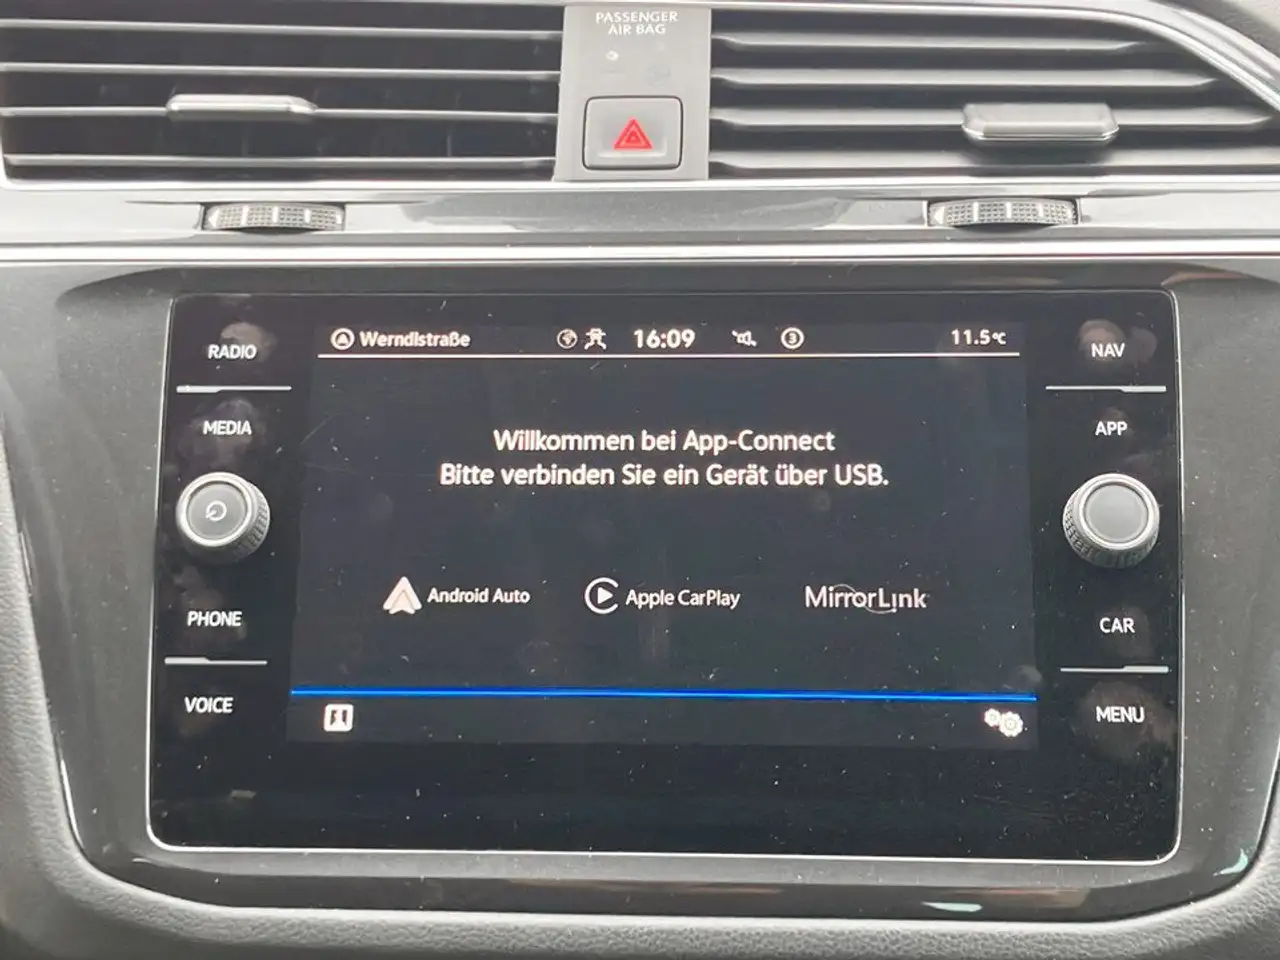 PASSENGER
AIR BAG
RADIO
MEDIA
PHONE
VOICE
Werndlstraße
16:09
3
11.5°C
Willkommen bei App-Connect
Bitte verbinden Sie ein Gerät über USB.
Android Auto
Apple CarPlay
MirrorLink
NAV
APP
CAR
MENU